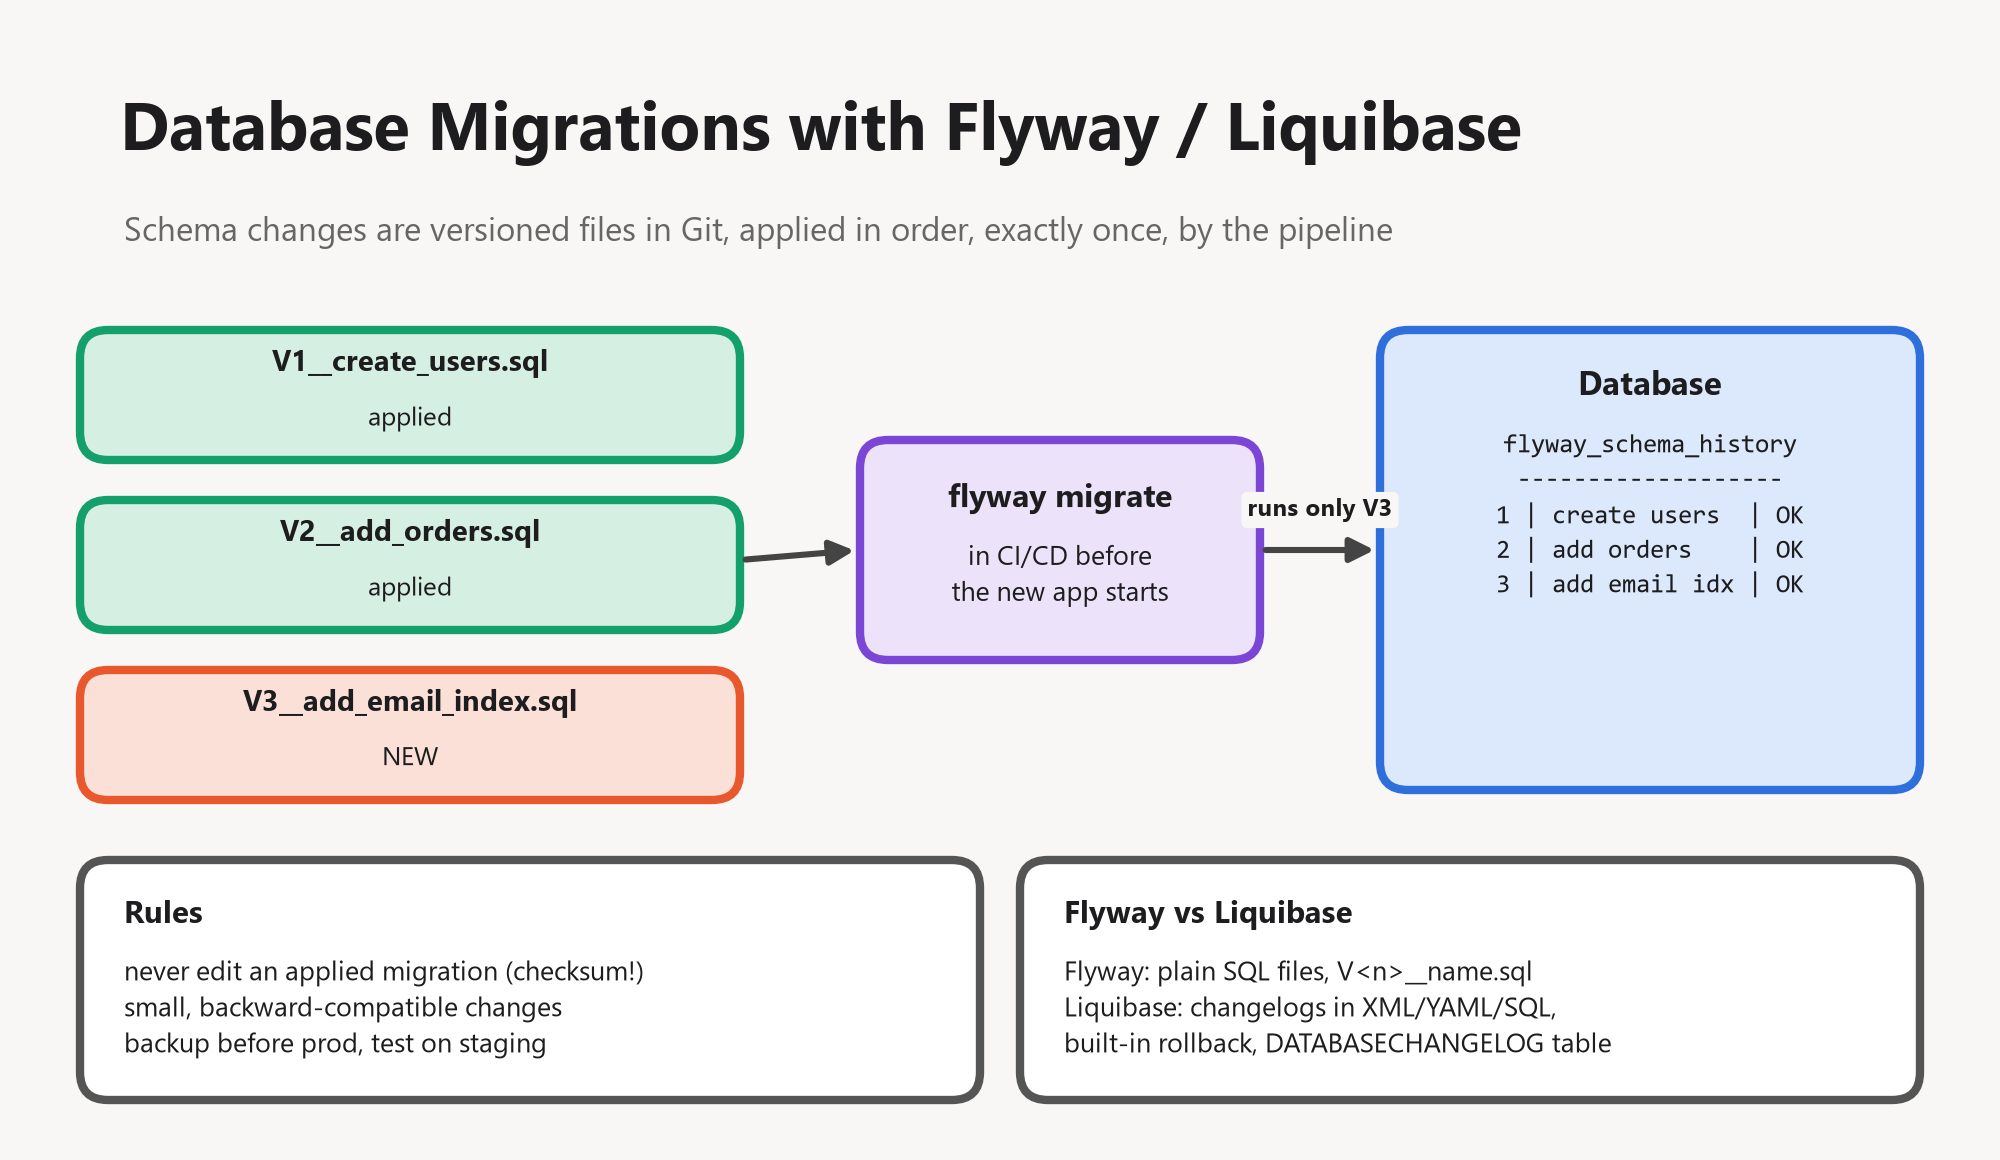 Database Migrations with Flyway / Liquibase
Schema changes are versioned files in Git, applied in order, exactly once, by the pipeline
V1__create_users.sql
applied
V2__add_orders.sql
applied
V3__add_email_index.sql
NEW
flyway migrate
in CI/CD before
the new app starts
runs only V3
Database
flyway_schema_history
-------------------
1 | create users  | OK
2 | add orders    | OK
3 | add email idx | OK
Rules
never edit an applied migration (checksum!)
small, backward-compatible changes
backup before prod, test on staging
Flyway vs Liquibase
Flyway: plain SQL files, V<n>__name.sql
Liquibase: changelogs in XML/YAML/SQL,
built-in rollback, DATABASECHANGELOG table